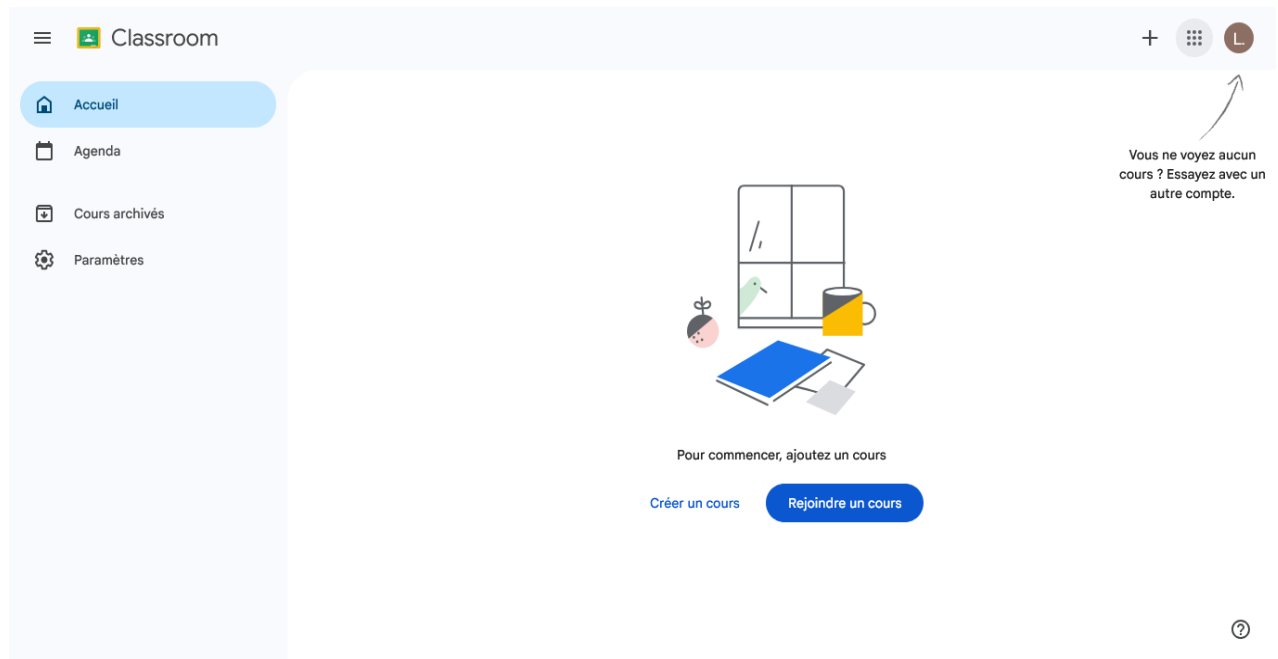 Classroom
L.
Accueil
Agenda
Cours archivés
Paramètres
Vous ne voyez aucun
cours ? Essayez avec un
autre compte.
Pour commencer, ajoutez un cours
Créer un cours
Rejoindre un cours